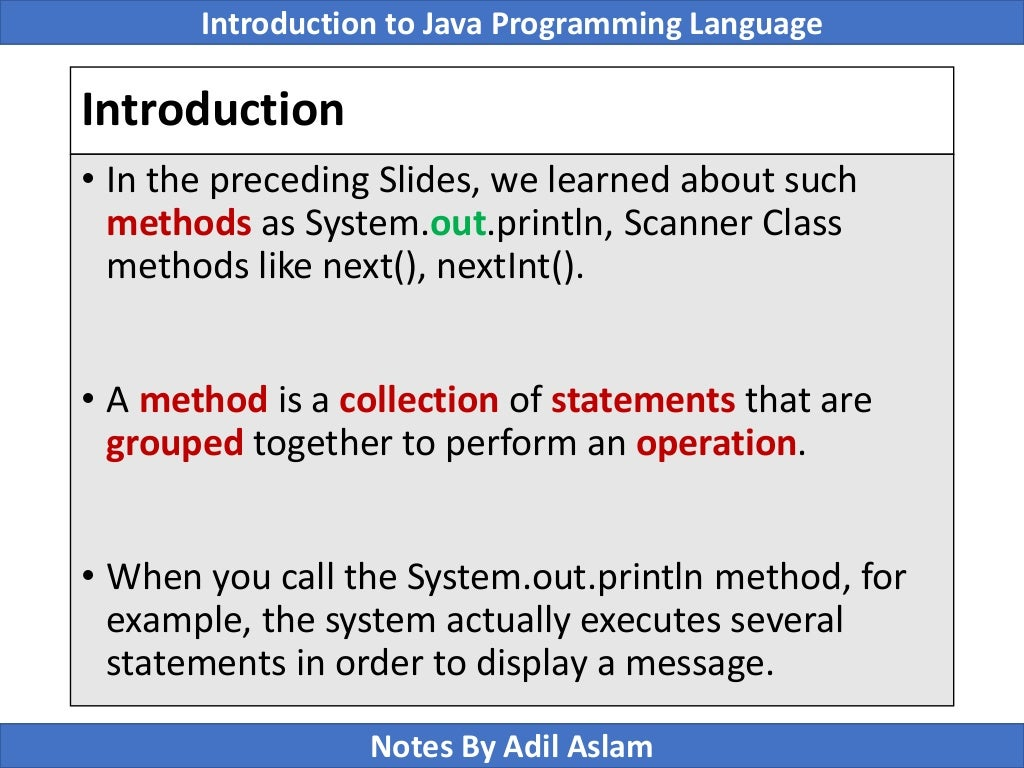 Introduction to Java Programming Language
Introduction
• In the preceding Slides, we learned about such
methods as System.out.println, Scanner Class
methods like next(), nextInt().
• A method is a collection of statements that are
grouped together to perform an operation.
• When you call the System.out.println method, for
example, the system actually executes several
statements in order to display a message.
Notes By Adil Aslam